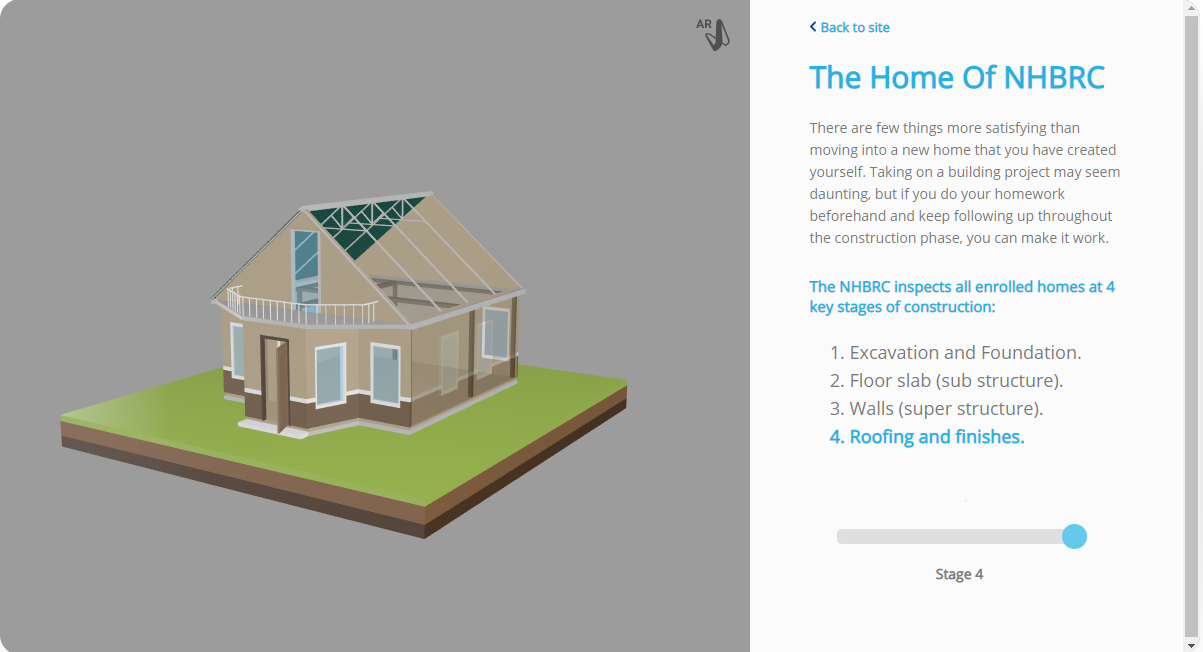 AR
Back to site
The Home Of NHBRC
There are few things more satisfying than
moving into a new home that you have created
yourself. Taking on a building project may seem
daunting, but if you do your homework
beforehand and keep following up throughout
the construction phase, you can make it work.
The NHBRC inspects all enrolled homes at 4
key stages of construction:
1. Excavation and Foundation.
2. Floor slab (sub structure).
3. Walls (super structure).
4. Roofing and finishes.
Stage 4